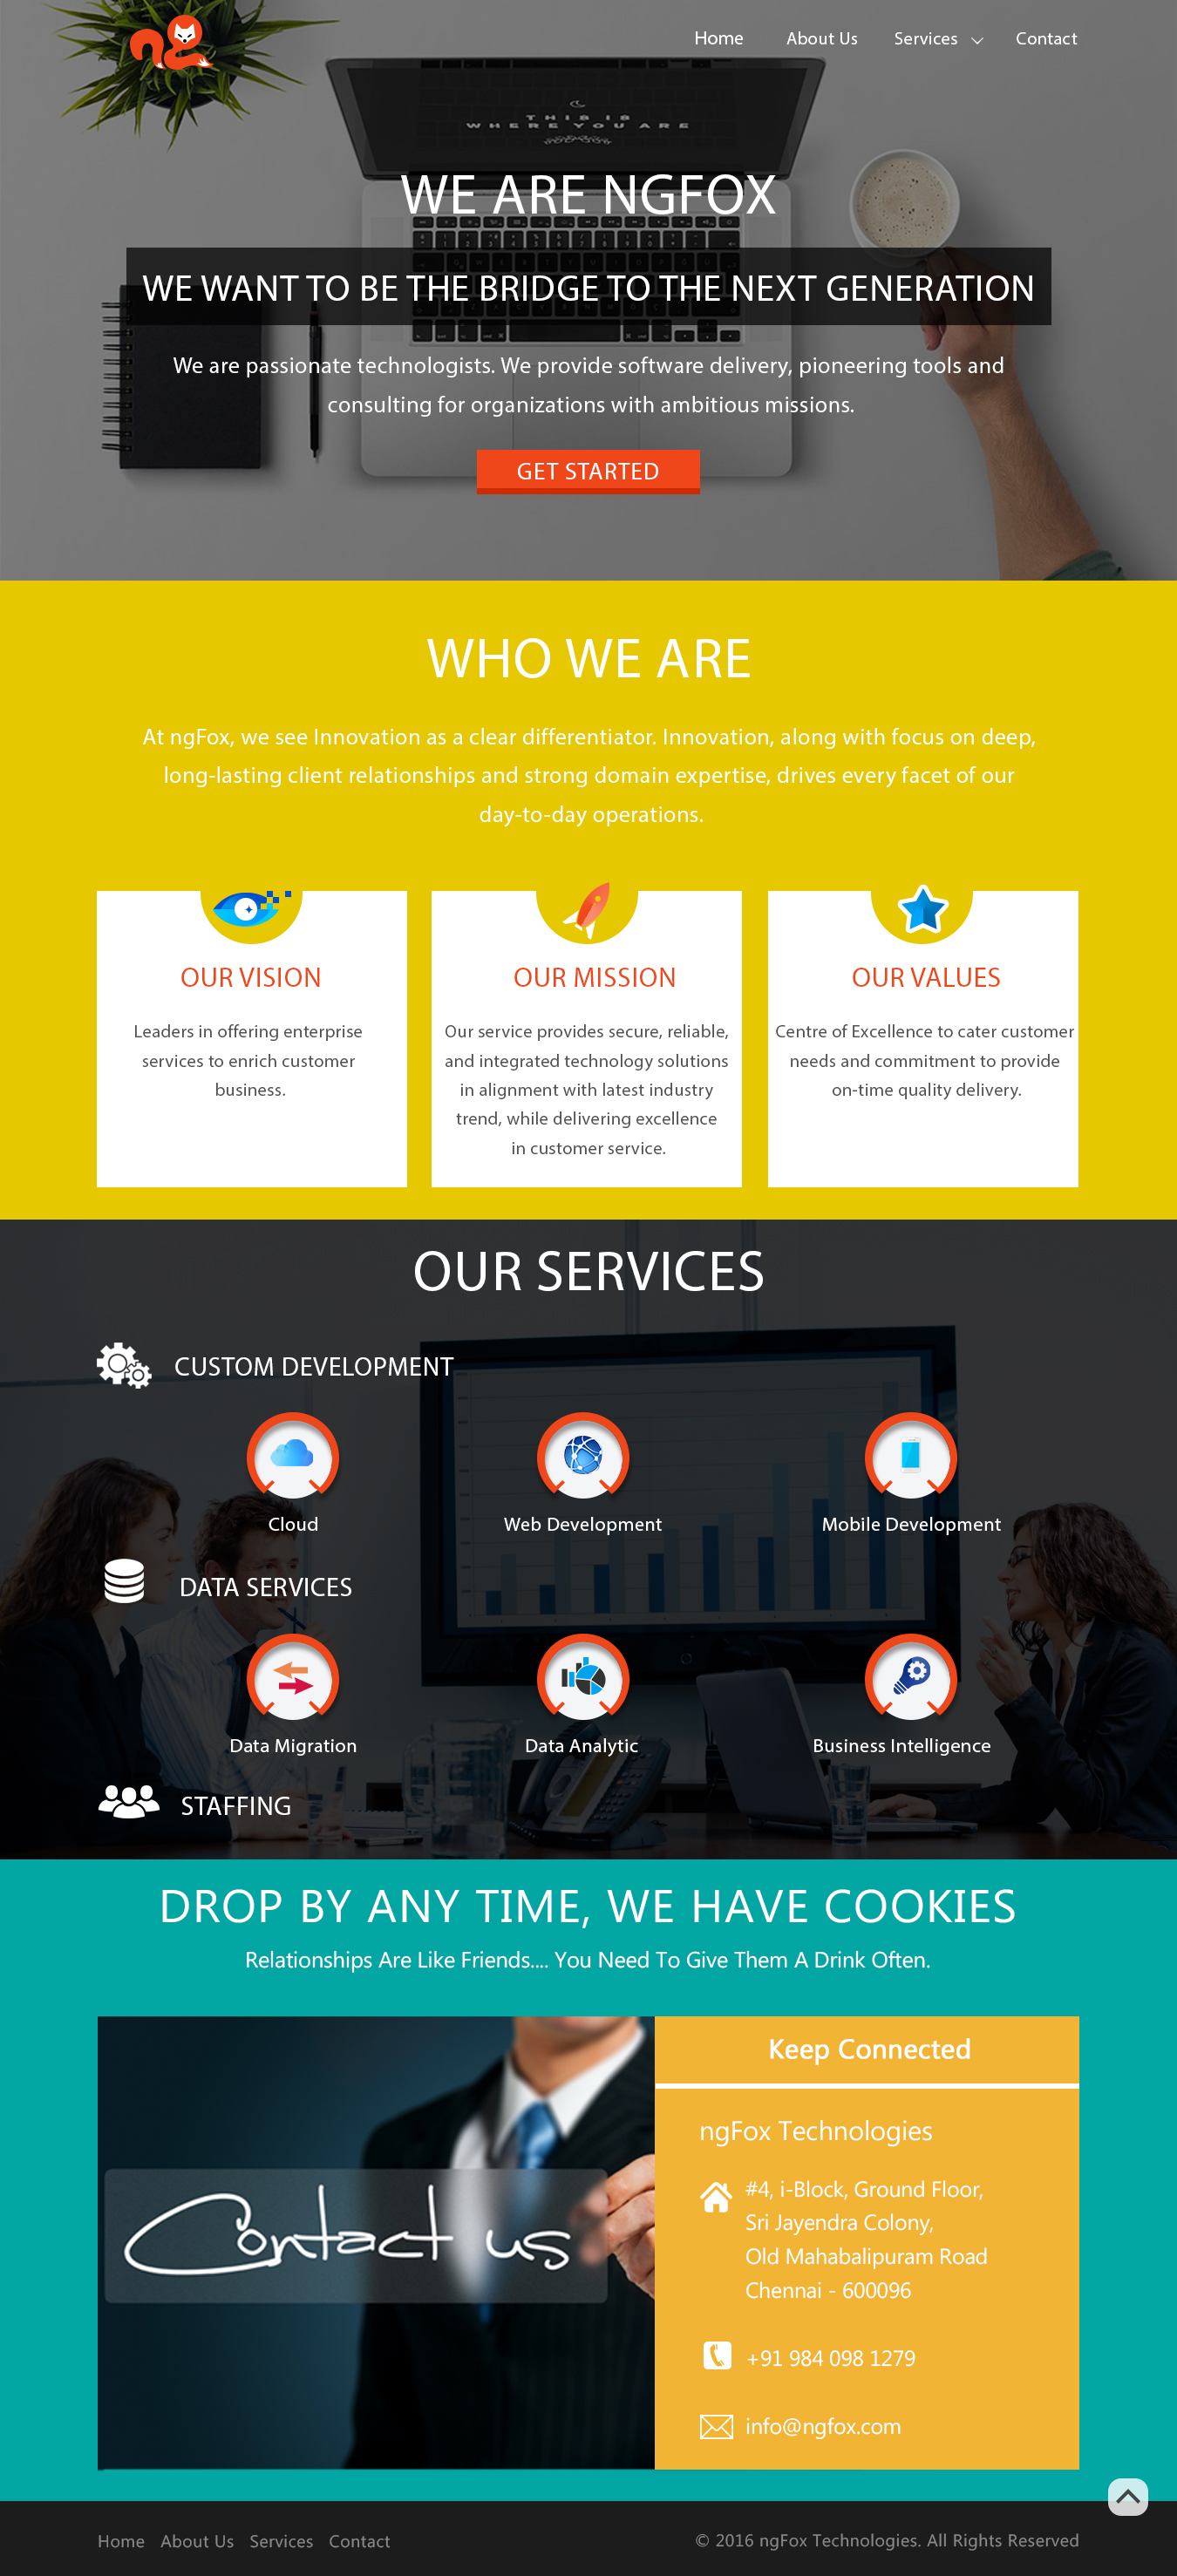 Home About Us Services Contact
THIS IS
WHERE YOU ARE
WE ARE NGFOX
WE WANT TO BE THE BRIDGE TO THE NEXT GENERATION
We are passionate technologists. We provide software delivery, pioneering tools and
consulting for organizations with ambitious missions.
GET STARTED
WHO WE ARE
At ngFox, we see Innovation as a clear differentiator. Innovation, along with focus on deep,
long-lasting client relationships and strong domain expertise, drives every facet of our
day-to-day operations.
OUR VISION
Leaders in offering enterprise
services to enrich customer
business.
OUR MISSION
Our service provides secure, reliable,
and integrated technology solutions
in alignment with latest industry
trend, while delivering excellence
in customer service.
OUR VALUES
Centre of Excellence to cater customer
needs and commitment to provide
on-time quality delivery.
OUR SERVICES
CUSTOM DEVELOPMENT
Cloud
Web Development
Mobile Development
DATA SERVICES
Data Migration
Data Analytic
Business Intelligence
STAFFING
DROP BY ANY TIME, WE HAVE COOKIES
Relationships Are Like Friends.... You Need To Give Them A Drink Often.
Contact us
Keep Connected
ngFox Technologies
#4, i-Block, Ground Floor,
Sri Jayendra Colony,
Old Mahabalipuram Road
Chennai - 600096
+91 984 098 1279
info@ngfox.com
Home About Us Services Contact
© 2016 ngFox Technologies. All Rights Reserved